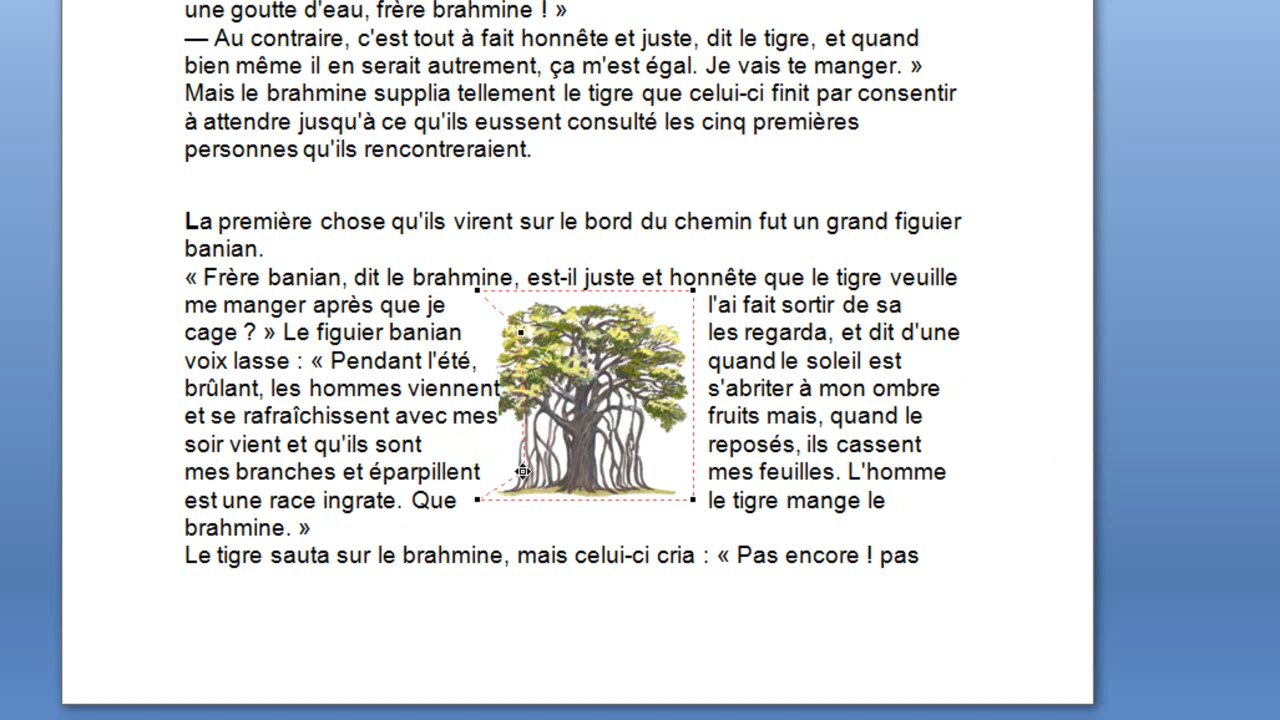 une goutte d'eau, frère brahmine ! »
— Au contraire, c'est tout à fait honnête et juste, dit le tigre, et quand
bien même il en serait autrement, ça m'est égal. Je vais te manger. »
Mais le brahmine supplia tellement le tigre que celui-ci finit par consentir
à attendre jusqu'à ce qu'ils eussent consulté les cinq premières
personnes qu'ils rencontreraient.
La première chose qu'ils virent sur le bord du chemin fut un grand figuier
banian.
« Frère banian, dit le brahmine, est-il juste et honnête que le tigre veuille
me manger après que je l'ai fait sortir de sa
cage ? » Le figuier banian les regarda, et dit d'une
voix lasse : « Pendant l'été, quand le soleil est
brûlant, les hommes viennent s'abriter à mon ombre
et se rafraîchissent avec mes fruits mais, quand le
soir vient et qu'ils sont reposés, ils cassent
mes branches et éparpillent mes feuilles. L'homme
est une race ingrate. Que le tigre mange le
brahmine. »
Le tigre sauta sur le brahmine, mais celui-ci cria : « Pas encore ! pas